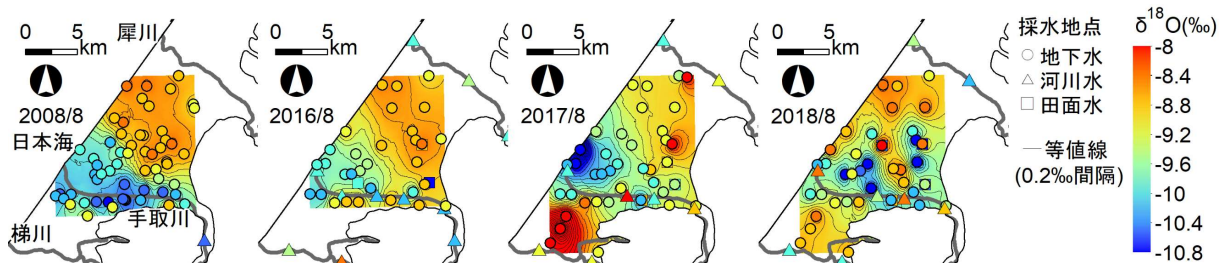 0 5
km
犀川
2008/8
日本海
手取川
梯川
0 5
km
2016/8
0 5
km
2017/8
0 5
km
2018/8
採水地点
地下水
河川水
田面水
等値線
(0.2‰間隔)
δ¹⁸O(‰)
-8
-8.4
-8.8
-9.2
-9.6
-10
-10.4
-10.8